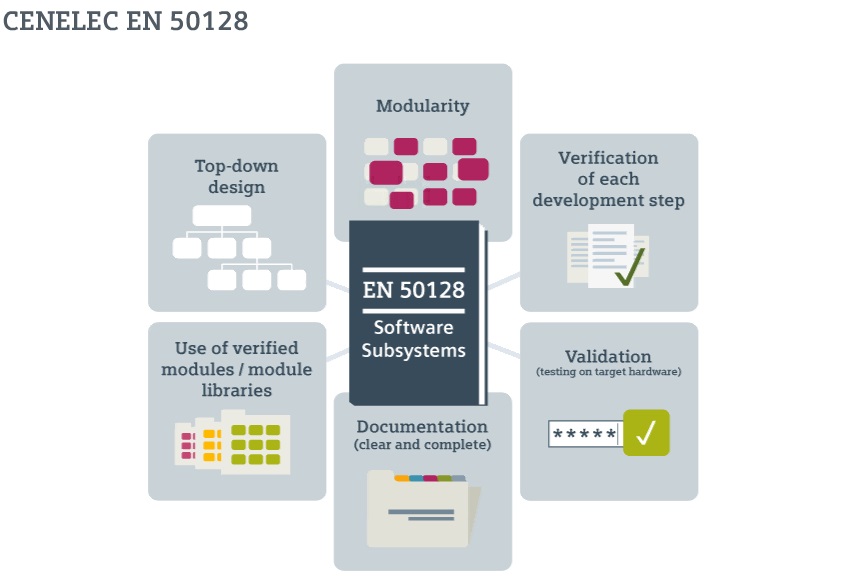 CENELEC EN 50128
Modularity
Top-down
design
Verification
of each
development step
EN 50128
Software
Subsystems
Use of verified
modules / module
libraries
Validation
(testing on target hardware)
*****
Documentation
(clear and complete)